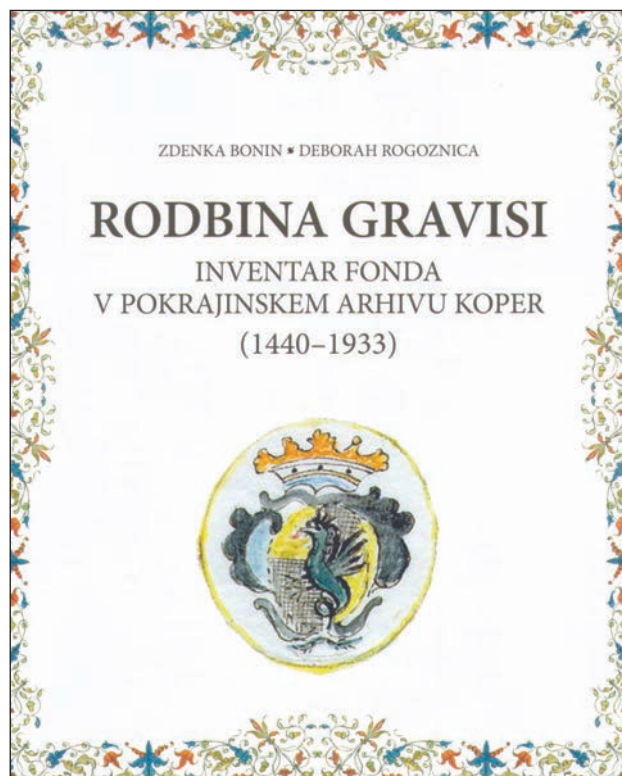 ZDENKA BONIN • DEBORAH ROGOZNICA
RODBINA GRAVISI
INVENTAR FONDA
V POKRAJINSKEM ARHIVU KOPER
(1440–1933)